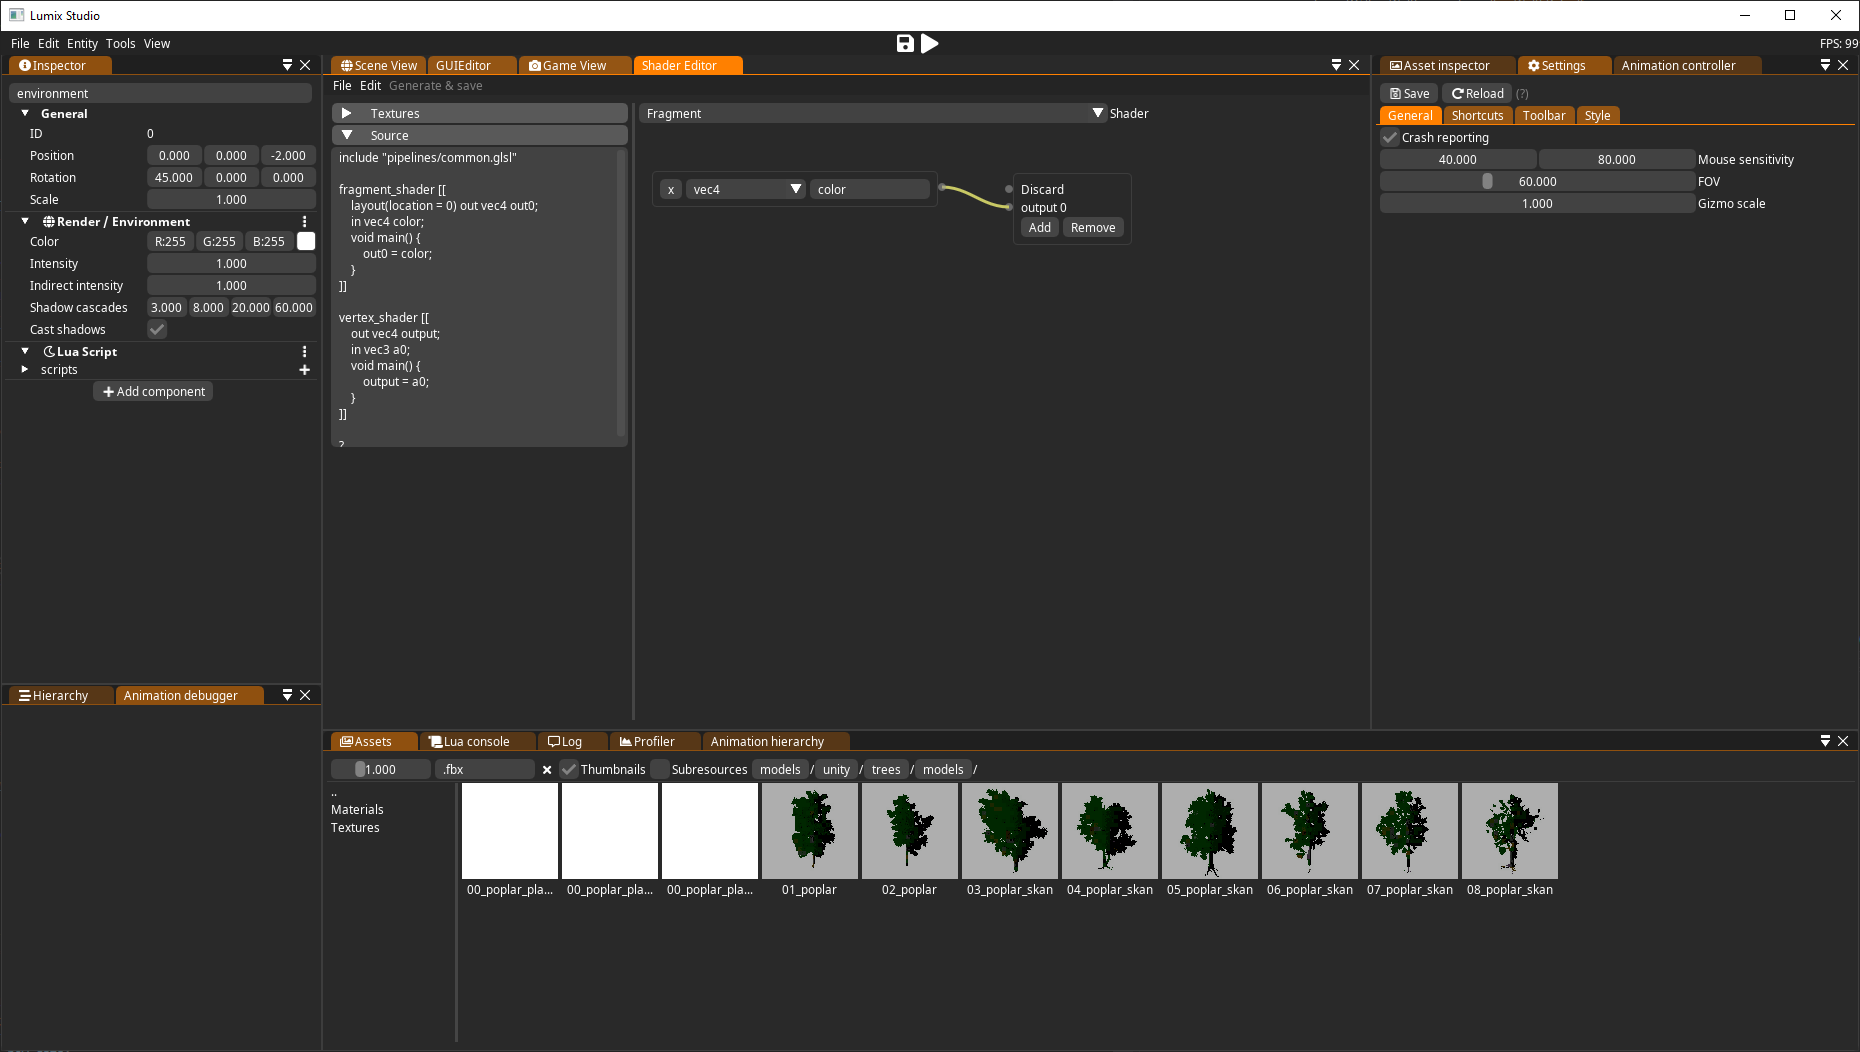 Lumix Studio
File Edit Entity Tools View
FPS: 99
Inspector
environment
General
ID 0
Position 0.000 0.000 -2.000
Rotation 45.000 0.000 0.000
Scale 1.000
Render / Environment
Color R:255 G:255 B:255
Intensity 1.000
Indirect intensity 1.000
Shadow cascades 3.000 8.000 20.000 60.000
Cast shadows
Lua Script
scripts
Add component
Hierarchy Animation debugger
Scene View GUIEditor Game View Shader Editor
File Edit Generate & save
Textures
Source
include "pipelines/common.glsl"
fragment_shader [[
layout(location = 0) out vec4 out0;
in vec4 color;
void main() {
out0 = color;
}
]]
vertex_shader [[
out vec4 output;
in vec3 a0;
void main() {
output = a0;
}
]]
?
Fragment Shader
x vec4 color
Discard
output 0
Add Remove
Asset inspector Settings Animation controller
Save Reload (?)
General Shortcuts Toolbar Style
Crash reporting
40.000 80.000 Mouse sensitivity
60.000 FOV
1.000 Gizmo scale
Assets Lua console Log Profiler Animation hierarchy
1.000 .fbx Thumbnails Subresources models / unity / trees / models /
..
Materials
Textures
00_poplar_pla... 00_poplar_pla... 00_poplar_pla... 01_poplar 02_poplar 03_poplar_skan 04_poplar_skan 05_poplar_skan 06_poplar_skan 07_poplar_skan 08_poplar_skan